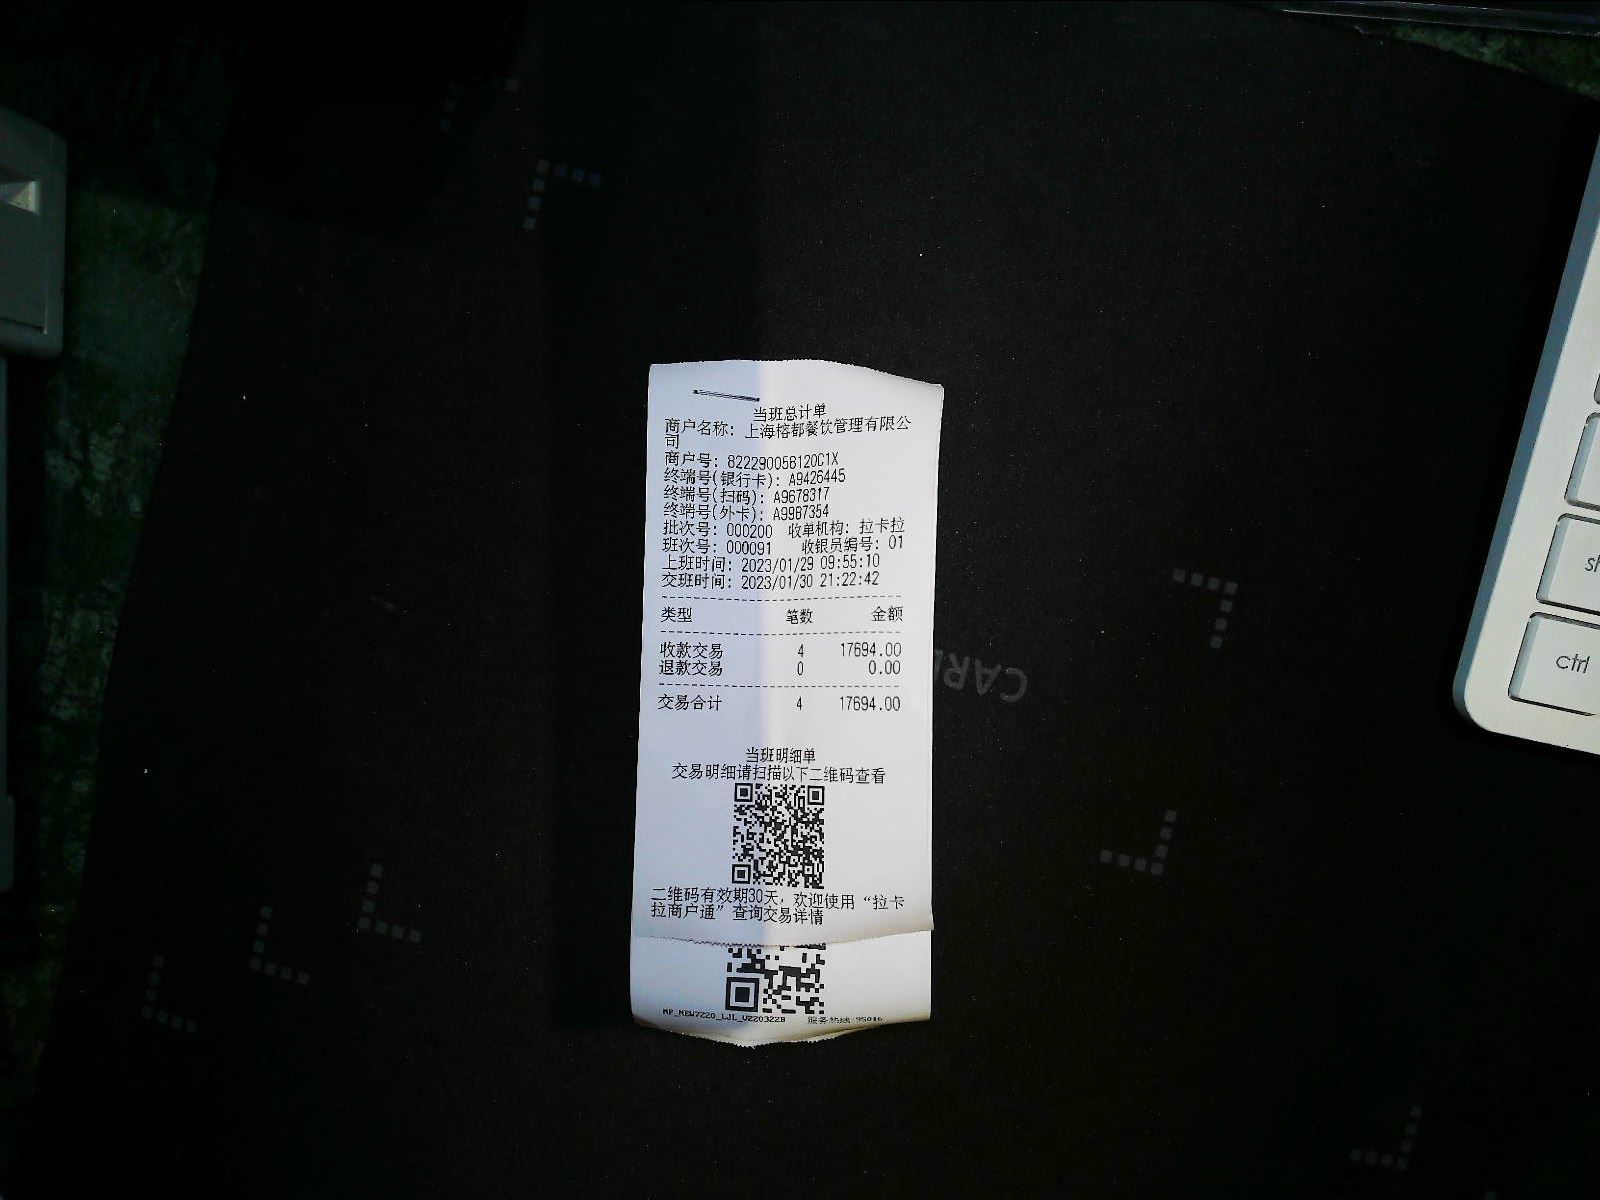 当班总计单
商户名称: 上海榕都餐饮管理有限公
司
商户号: 82229005812001X
终端号(银行卡): A9426445
终端号(扫码): A9678317
终端号(外卡): A9987354
批次号: 000200 收单机构: 拉卡拉
班次号: 000091 收银员编号: 01
上班时间: 2023/01/29 09:55:10
交班时间: 2023/01/30 21:22:42
类型 笔数 金额
收款交易 4 17694.00
退款交易 0 0.00
交易合计 4 17694.00
当班明细单
交易明细请扫描以下二维码查看
二维码有效期30天, 欢迎使用“拉卡
拉商户通”查询交易详情
服务热线:95016
ctrl